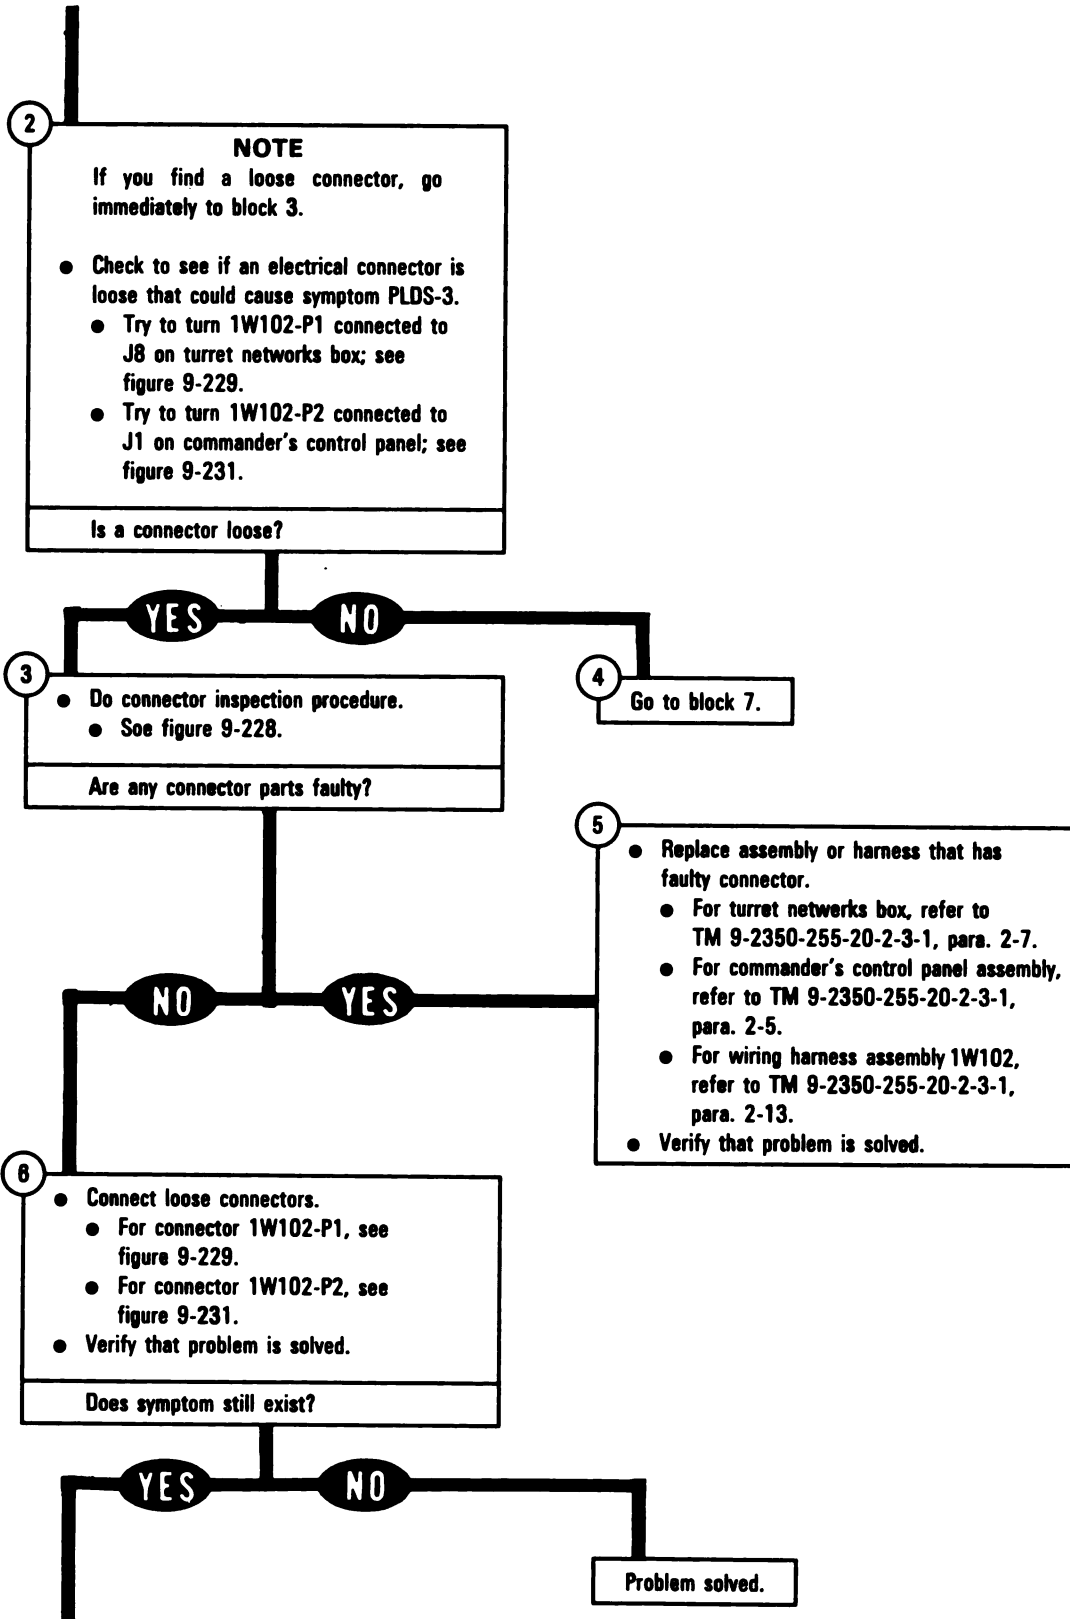 2
NOTE
If you find a loose connector, go
immediately to block 3.
● Check to see if an electrical connector is
loose that could cause symptom PLDS-3.
● Try to turn 1W102-P1 connected to
J8 on turret networks box; see
figure 9-229.
● Try to turn 1W102-P2 connected to
J1 on commander's control panel; see
figure 9-231.
Is a connector loose?
YES
NO
3
● Do connector inspection procedure.
● Soe figure 9-228.
Are any connector parts faulty?
4
Go to block 7.
NO
YES
5
● Replace assembly or harness that has
faulty connector.
● For turret netwerks box, refer to
TM 9-2350-255-20-2-3-1, para. 2-7.
● For commander's control panel assembly,
refer to TM 9-2350-255-20-2-3-1,
para. 2-5.
● For wiring harness assembly 1W102,
refer to TM 9-2350-255-20-2-3-1,
para. 2-13.
● Verify that problem is solved.
6
● Connect loose connectors.
● For connector 1W102-P1, see
figure 9-229.
● For connector 1W102-P2, see
figure 9-231.
● Verify that problem is solved.
Does symptom still exist?
YES
NO
Problem solved.